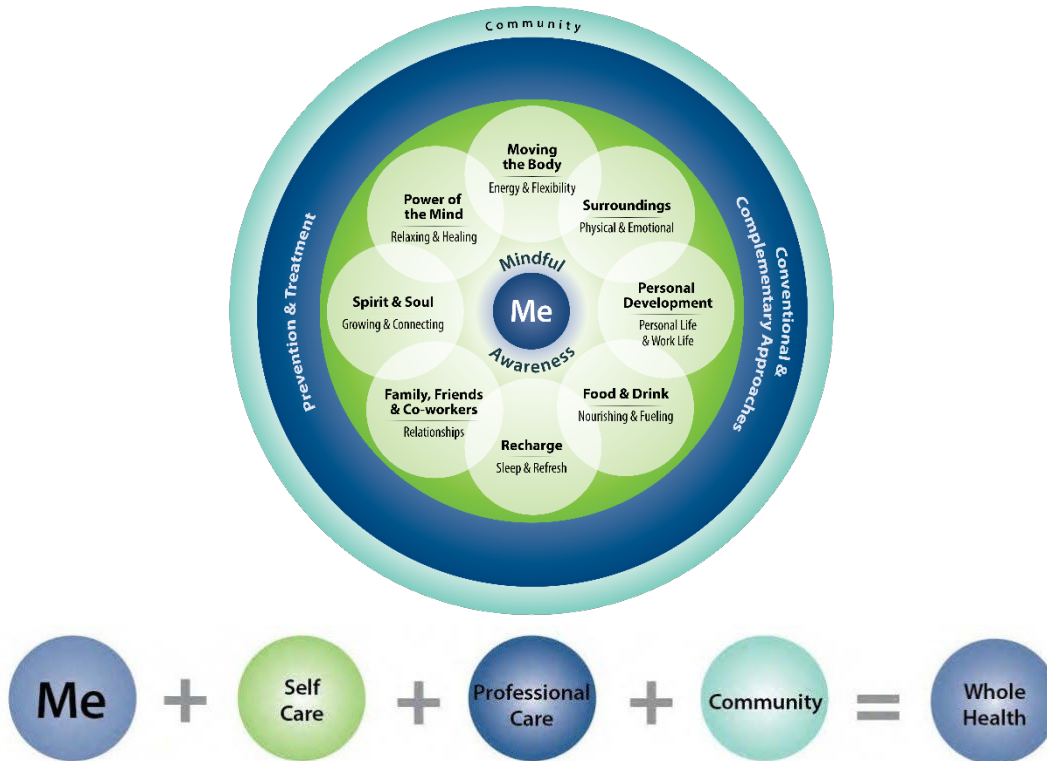 Community
Moving
the Body
Energy & Flexibility
Surroundings
Physical & Emotional
Personal
Development
Personal Life
& Work Life
Food & Drink
Nourishing & Fueling
Recharge
Sleep & Refresh
Family, Friends
& Co-workers
Relationships
Spirit & Soul
Growing & Connecting
Power of
the Mind
Relaxing & Healing
Mindful
Me
Awareness
Prevention & Treatment
Conventional &
Complementary Approaches
Me
+
Self
Care
+
Professional
Care
+
Community
=
Whole
Health